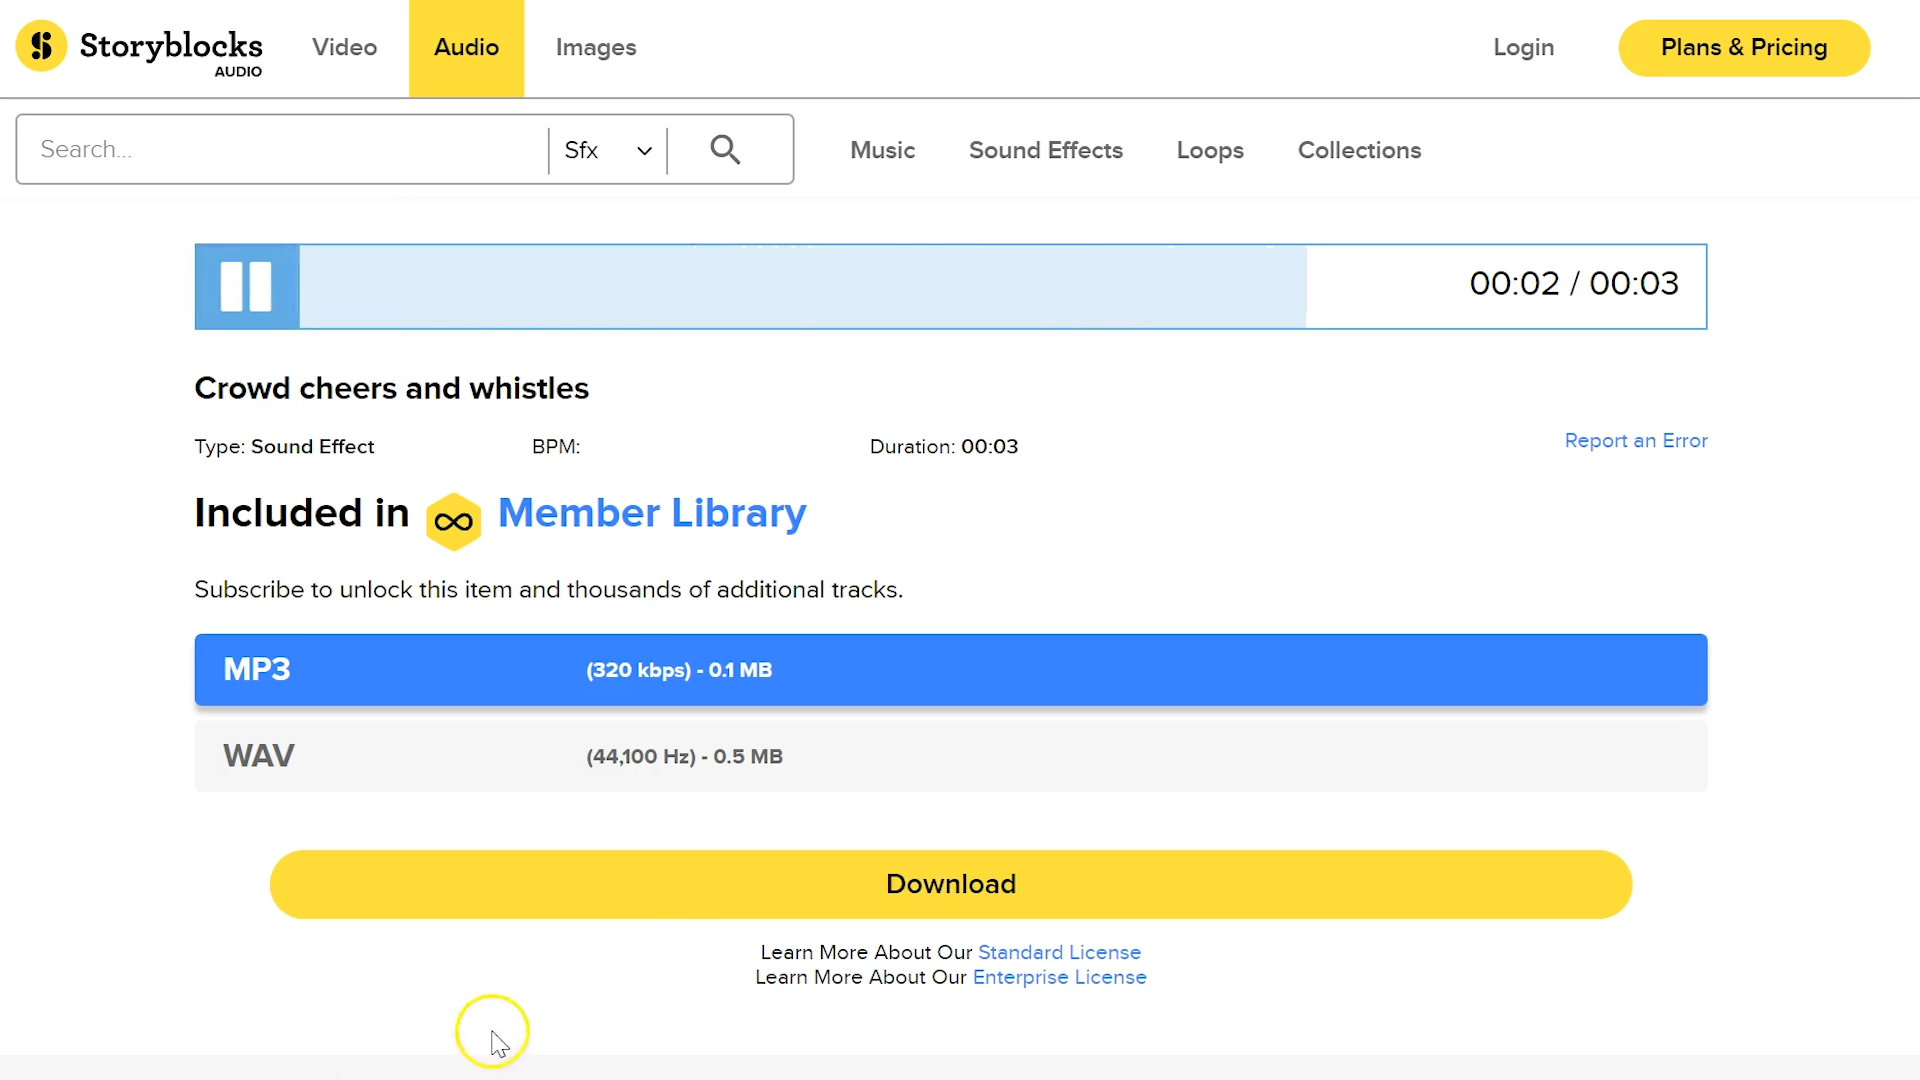 Storyblocks
AUDIO
Video
Audio
Images
Login
Plans & Pricing
Search...
Sfx
Music
Sound Effects
Loops
Collections
00:02 / 00:03
Crowd cheers and whistles
Type: Sound Effect
BPM:
Duration: 00:03
Report an Error
Included in Member Library
Subscribe to unlock this item and thousands of additional tracks.
MP3 (320 kbps) - 0.1 MB
WAV (44,100 Hz) - 0.5 MB
Download
Learn More About Our Standard License
Learn More About Our Enterprise License